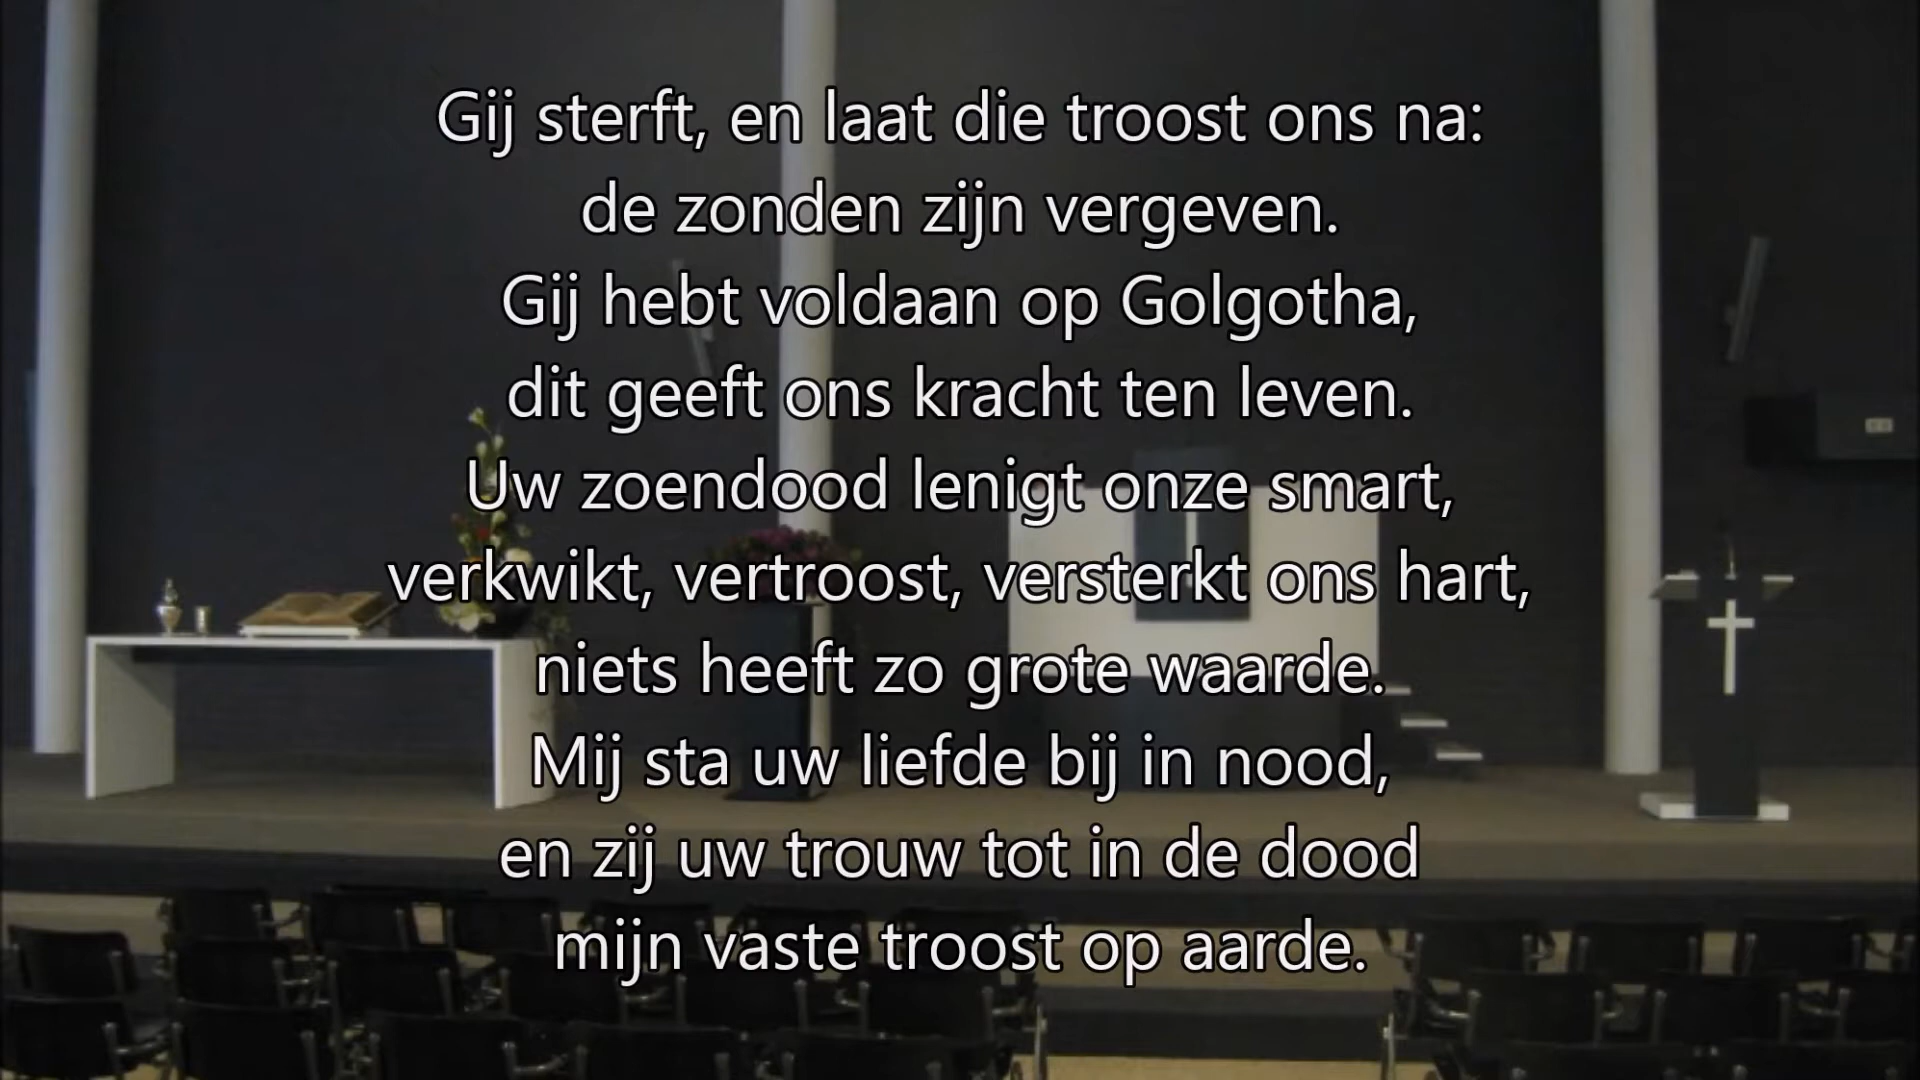 Gij sterft, en laat die troost ons na:
de zonden zijn vergeven.
Gij hebt voldaan op Golgotha,
dit geeft ons kracht ten leven.
Uw zoendood lenigt onze smart,
verkwikt, vertroost, versterkt ons hart,
niets heeft zo grote waarde.
Mij sta uw liefde bij in nood,
en zij uw trouw tot in de dood
mijn vaste troost op aarde.